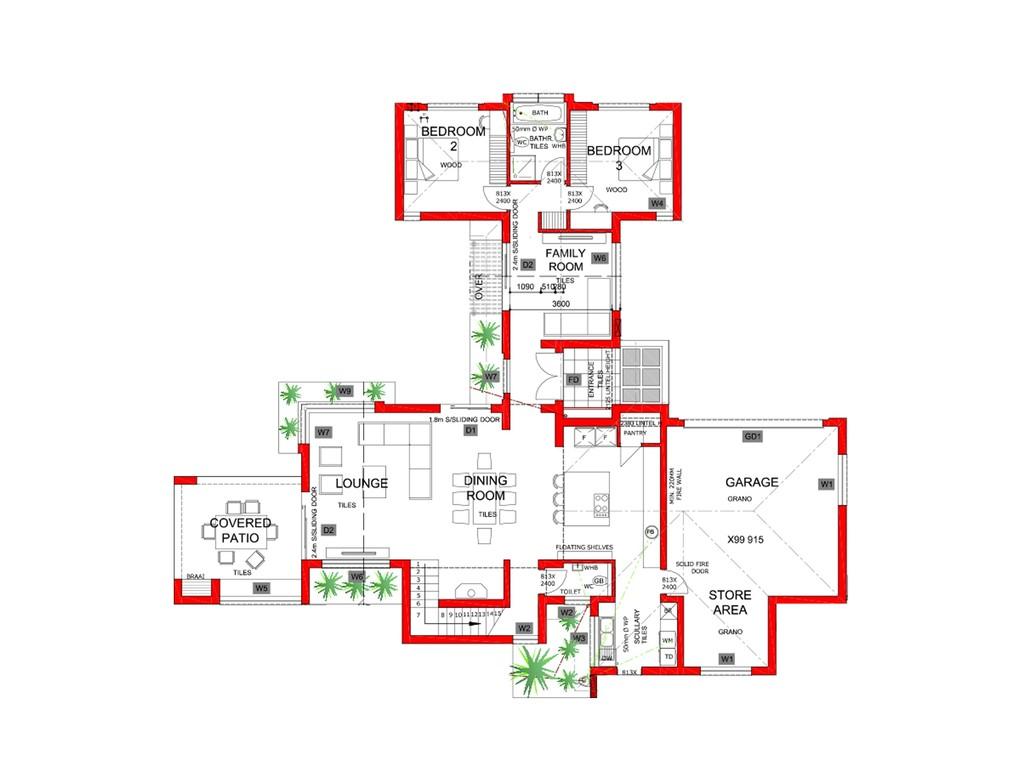 BATH
50mm Ø WP
BEDROOM
2
WOOD
BATHR.
TILES
WC
WHB
BEDROOM
3
WOOD
813X
2400
813X
2400
813X
2400
W4
2.4m S/SLIDING DOOR
FAMILY
ROOM
TILES
D2
W6
OVER
1090
510
280
3600
W7
FD
ENTRANCE
TILES
2125 LINTEL HEIGHT
W9
1.8m S/SLIDING DOOR
D1
2380 LINTEL H
PANTRY
F
F
GD1
W7
LOUNGE
TILES
DINING
ROOM
TILES
MIN. 220MM
FIRE WALL
GARAGE
GRANO
W1
2.4m S/SLIDING DOOR
D2
COVERED
PATIO
TILES
BRAAI
W5
W6
X99 915
FLOATING SHELVES
SOLID FIRE
DOOR
813X
2400
813X
2400
WHB
WC
GB
TOILET
1
2
3
4
5
6
7
8
9
10
11
12
13
14
15
STORE
AREA
GRANO
W2
W2
W3
50mm Ø WP
SCULLARY
TILES
DW
WM
TD
W1
813X